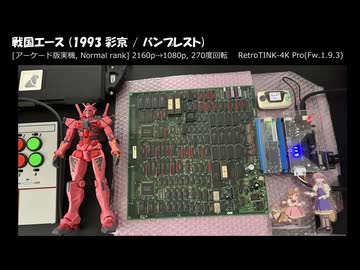 戦国エース (1993 彩京 / バンプレスト)
[アーケード版実機, Normal rank] 2160p→1080p, 270度回転 RetroTINK-4K Pro(Fw.1.9.3)